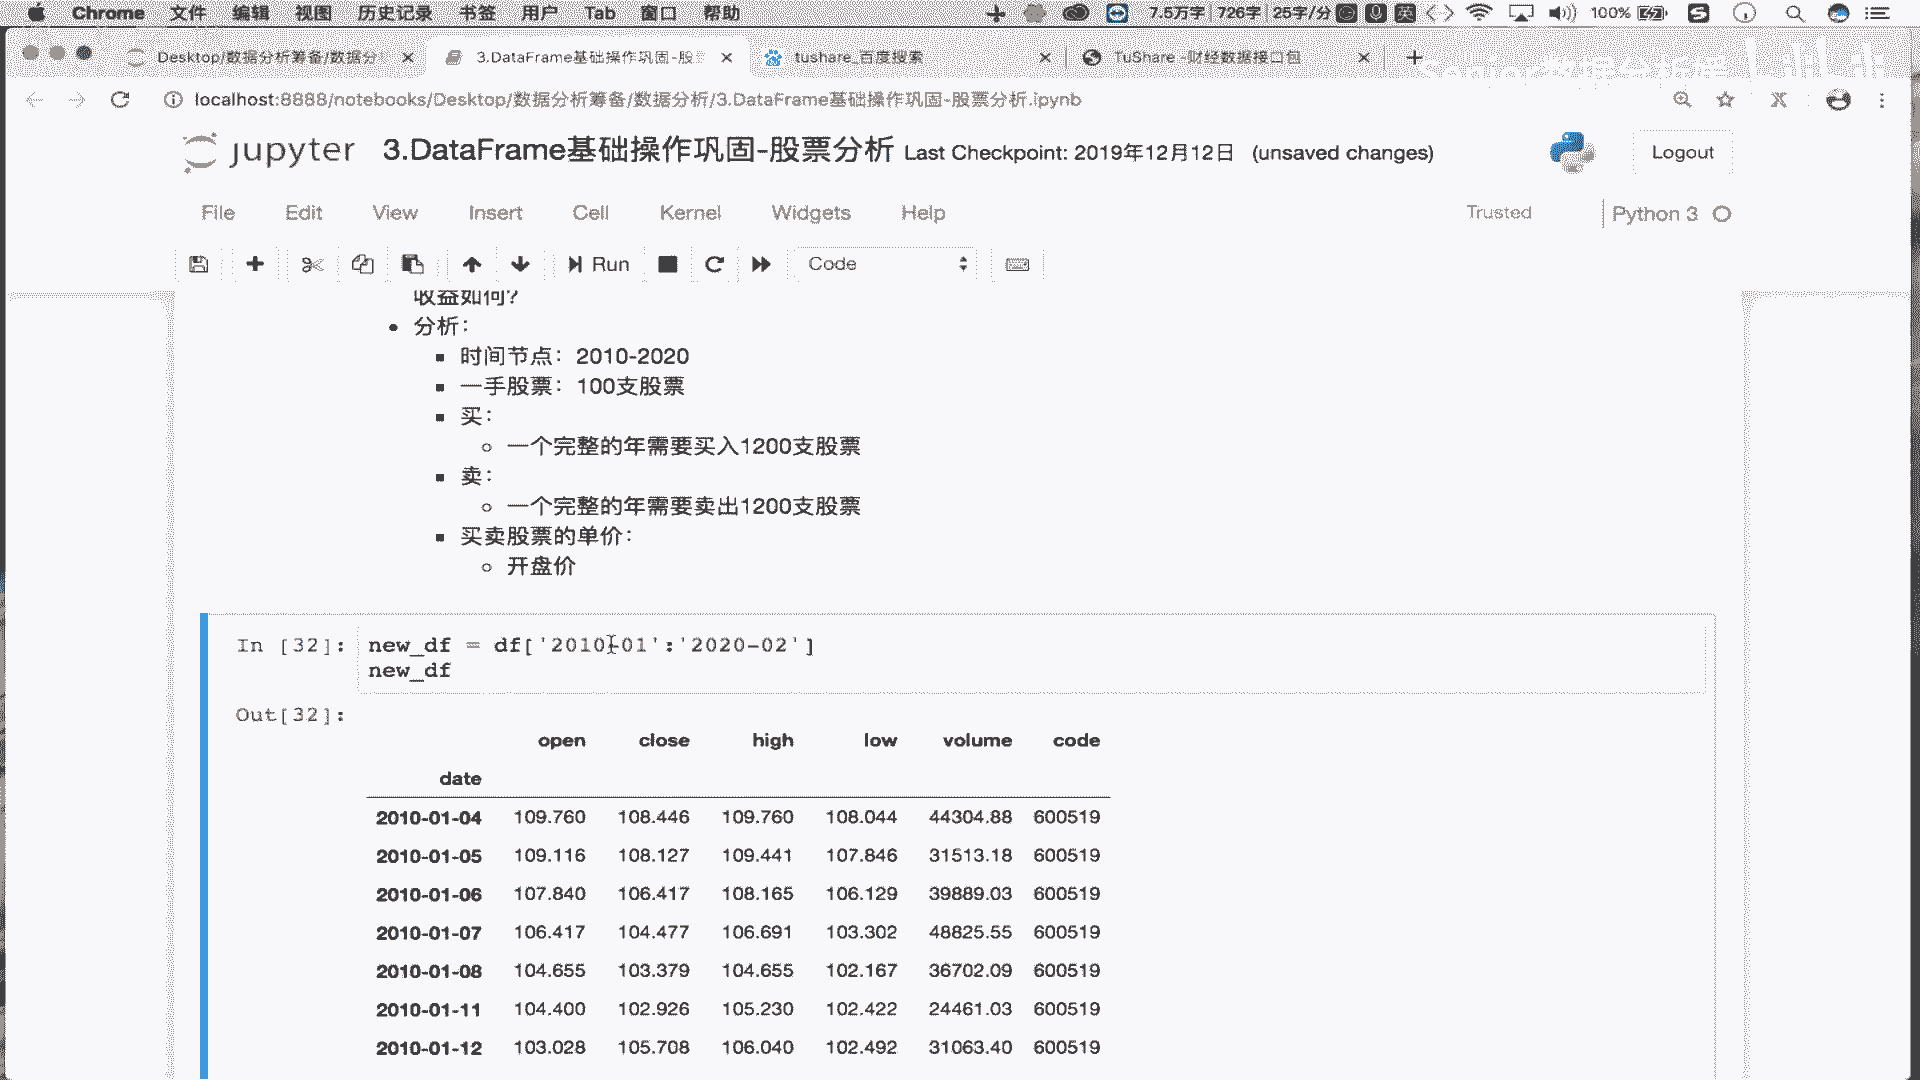 Chrome 文件 编辑 视图 历史记录 书签 用户 Tab 窗口 帮助 7.5万字 726字 25字/分 英 100%
Desktop/数据分析筹备/数据分 3.DataFrame基础操作巩固-股 tushare_百度搜索 TuShare -财经数据接口包
localhost:8888/notebooks/Desktop/数据分析筹备/数据分析/3.DataFrame基础操作巩固-股票分析.ipynb
jupyter 3.DataFrame基础操作巩固-股票分析 Last Checkpoint: 2019年12月12日 (unsaved changes) Logout
File Edit View Insert Cell Kernel Widgets Help Trusted Python 3
Run Code
收益如何?
• 分析:
▪ 时间节点: 2010-2020
▪ 一手股票: 100支股票
▪ 买:
◦ 一个完整的年需要买入1200支股票
▪ 卖:
◦ 一个完整的年需要卖出1200支股票
▪ 买卖股票的单价:
◦ 开盘价
In [32]: new_df = df['2010-01':'2020-02']
new_df
Out[32]:
open close high low volume code
date
2010-01-04 109.760 108.446 109.760 108.044 44304.88 600519
2010-01-05 109.116 108.127 109.441 107.846 31513.18 600519
2010-01-06 107.840 106.417 108.165 106.129 39889.03 600519
2010-01-07 106.417 104.477 106.691 103.302 48825.55 600519
2010-01-08 104.655 103.379 104.655 102.167 36702.09 600519
2010-01-11 104.400 102.926 105.230 102.422 24461.03 600519
2010-01-12 103.028 105.708 106.040 102.492 31063.40 600519